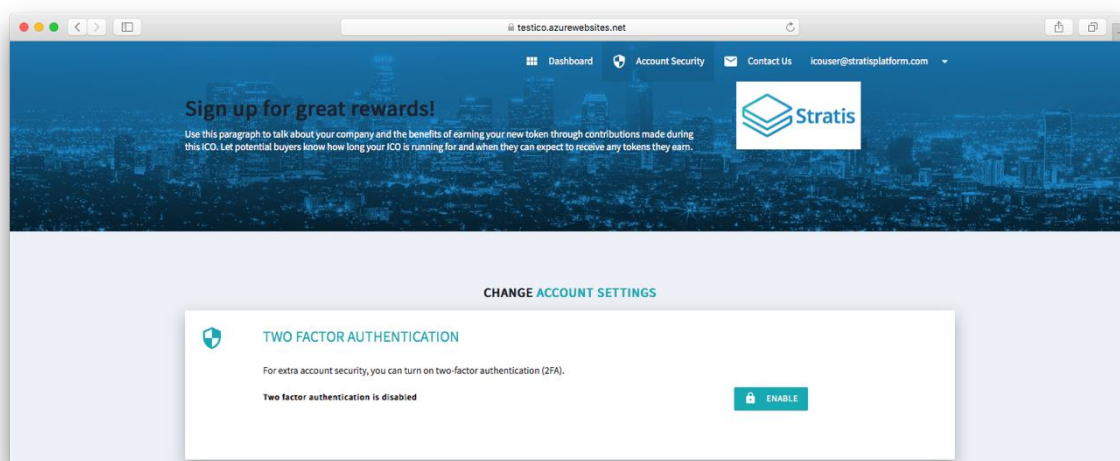 testico.azurewebsites.net
Dashboard Account Security Contact Us icouser@stratisplatform.com
Sign up for great rewards!
Use this paragraph to talk about your company and the benefits of earning your new token through contributions made during
this ICO. Let potential buyers know how long your ICO is running for and when they can expect to receive any tokens they earn.
Stratis
CHANGE ACCOUNT SETTINGS
TWO FACTOR AUTHENTICATION
For extra account security, you can turn on two-factor authentication (2FA).
Two factor authentication is disabled
ENABLE